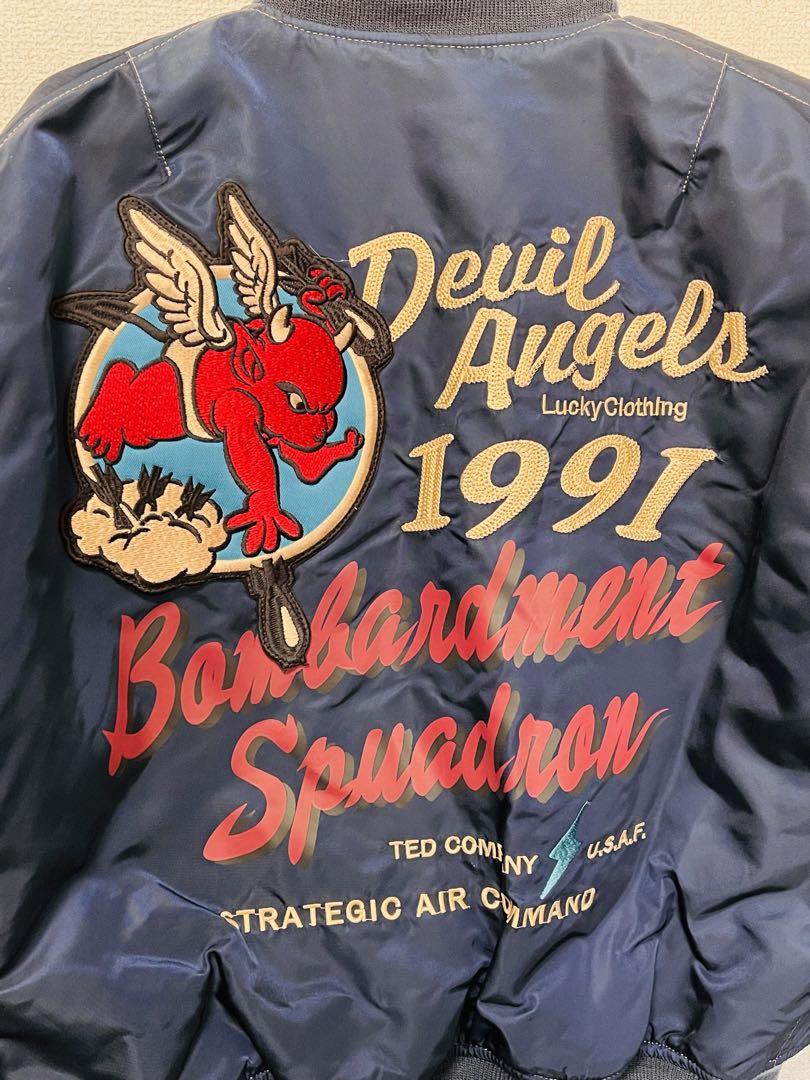 Devil
Angels
LuckyClothing
1991
Bombardment
Spuadron
TED COMPANY U.S.A.F.
STRATEGIC AIR COMMAND